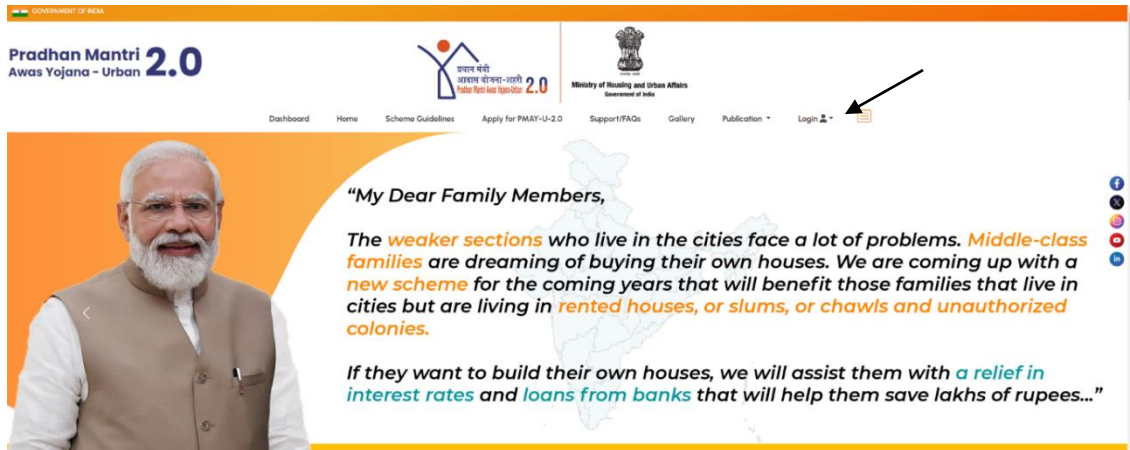 GOVERNMENT OF INDIA
Pradhan Mantri 2.0
Awas Yojana - Urban
प्रधान मंत्री
आवास योजना-शहरी 2.0
Pradhan Mantri Awas Yojana-Urban
सत्यमेव जयते
Ministry of Housing and Urban Affairs
Government of India
Dashboard Home Scheme Guidelines Apply for PMAY-U-2.0 Support/FAQs Gallery Publication Login
“My Dear Family Members,
The weaker sections who live in the cities face a lot of problems. Middle-class
families are dreaming of buying their own houses. We are coming up with a
new scheme for the coming years that will benefit those families that live in
cities but are living in rented houses, or slums, or chawls and unauthorized
colonies.
If they want to build their own houses, we will assist them with a relief in
interest rates and loans from banks that will help them save lakhs of rupees...”